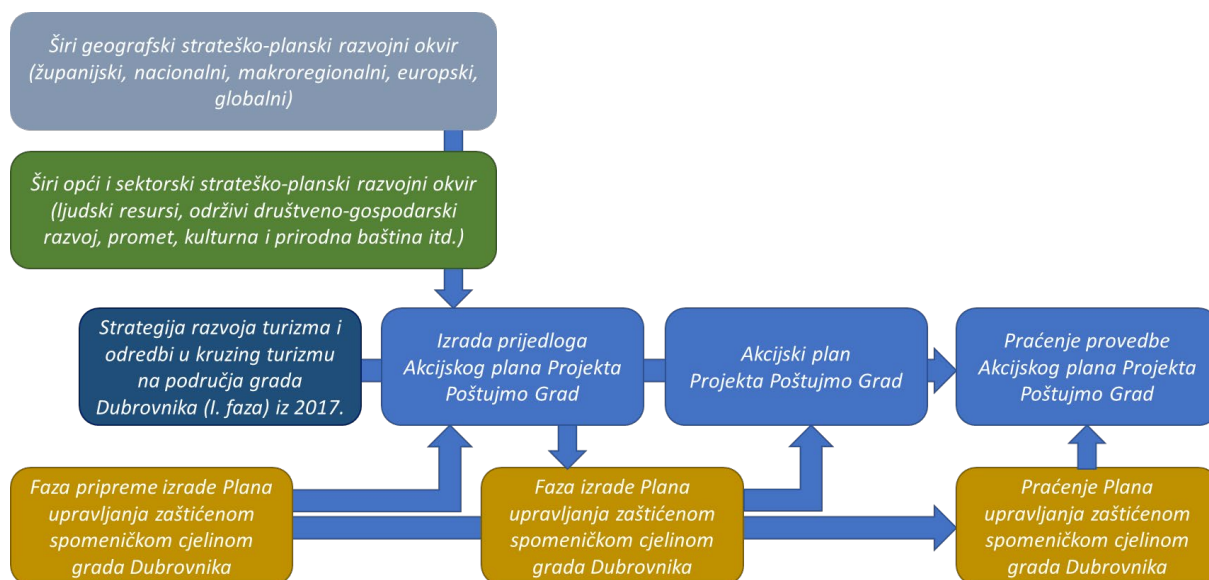 Širi geografski strateško-planski razvojni okvir
(županijski, nacionalni, makroregionalni, europski,
globalni)
Širi opći i sektorski strateško-planski razvojni okvir
(ljudski resursi, održivi društveno-gospodarski
razvoj, promet, kulturna i prirodna baština itd.)
Strategija razvoja turizma i
odredbi u kruzing turizmu
na područja grada
Dubrovnika (I. faza) iz 2017.
Izrada prijedloga
Akcijskog plana Projekta
Poštujmo Grad
Akcijski plan
Projekta Poštujmo Grad
Praćenje provedbe
Akcijskog plana Projekta
Poštujmo Grad
Faza pripreme izrade Plana
upravljanja zaštićenom
spomeničkom cjelinom
grada Dubrovnika
Faza izrade Plana
upravljanja zaštićenom
spomeničkom cjelinom
grada Dubrovnika
Praćenje Plana
upravljanja zaštićenom
spomeničkom cjelinom
grada Dubrovnika